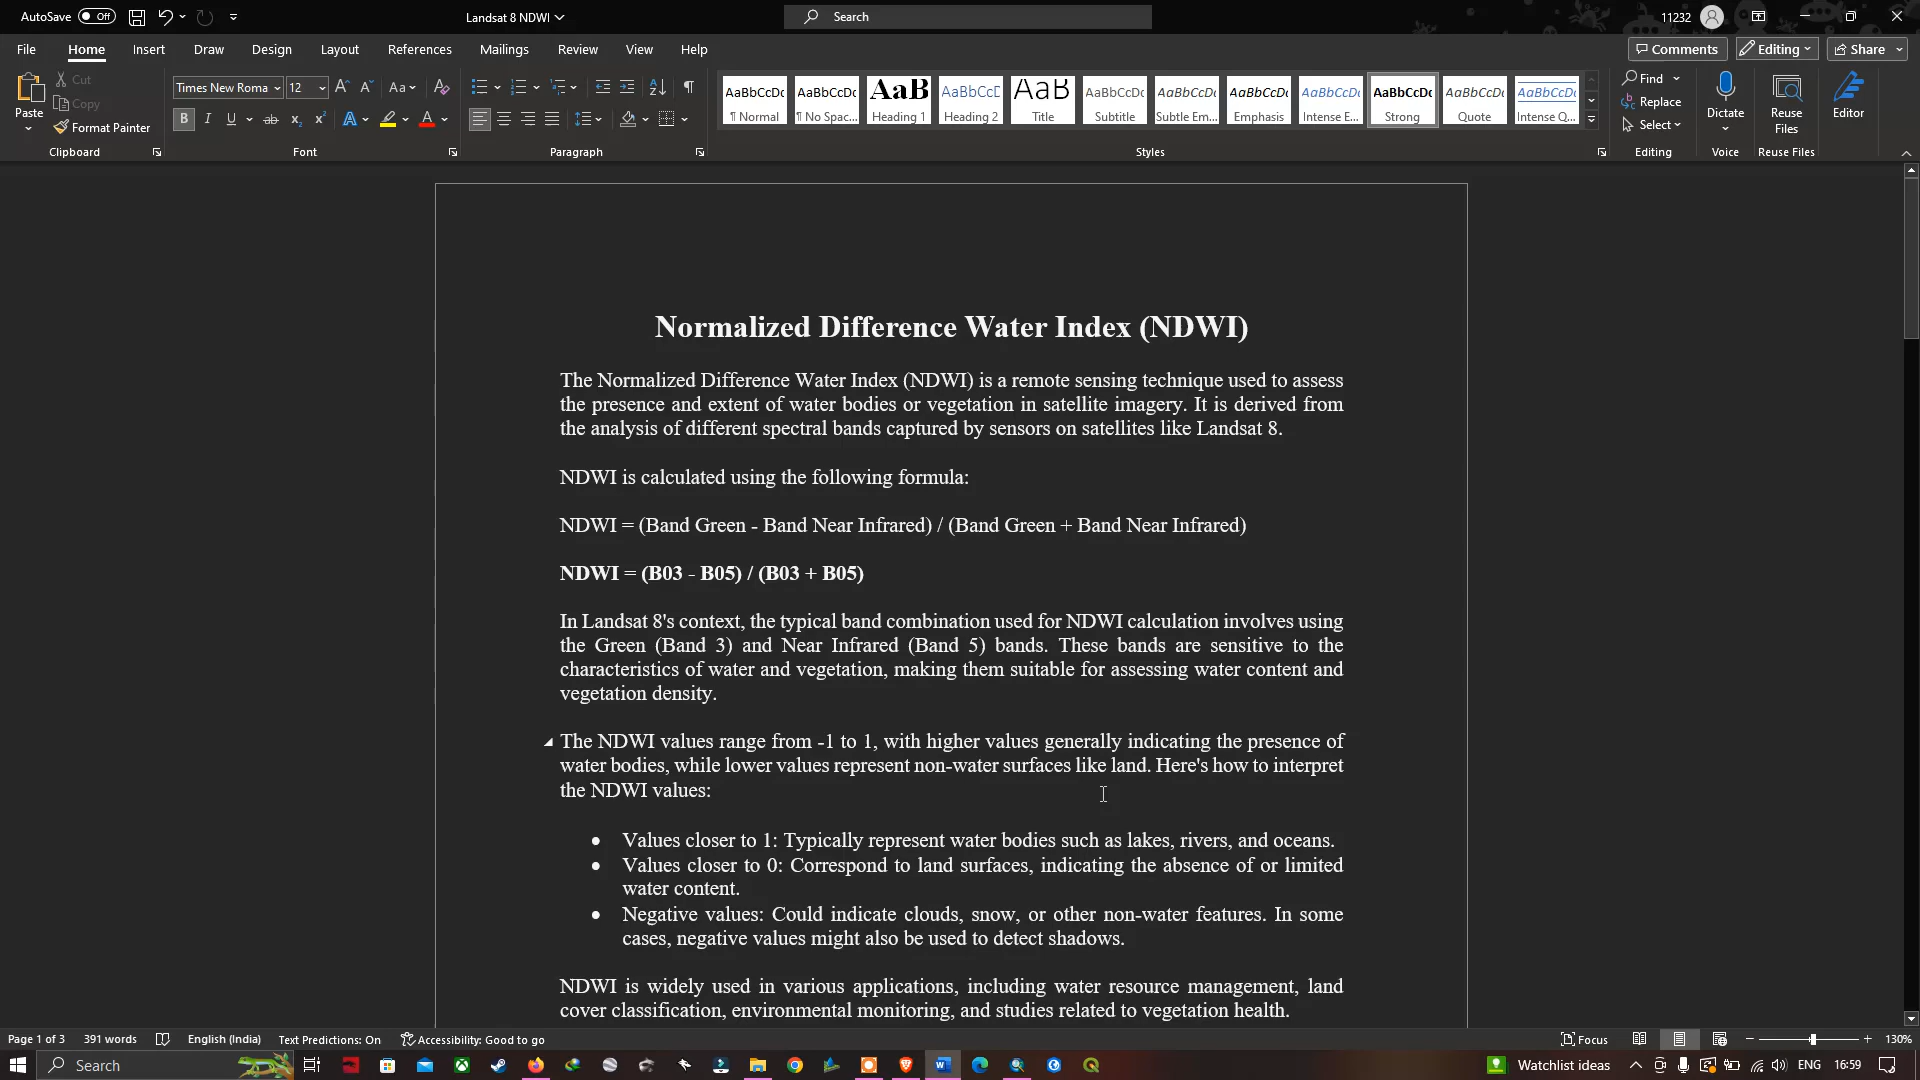 AutoSave Off Landsat 8 NDWI Search 11232
File Home Insert Draw Design Layout References Mailings Review View Help Comments Editing Share
Paste Cut Copy Format Painter
Times New Roma 12 Aa
AaBbCcDc AaBbCcDc AaB AaBbCcC AaB AaBbCcDc AaBbCcDc AaBbCcDc AaBbCcDc AaBbCcDc AaBbCcDc AaBbCcDc
¶ Normal ¶ No Spac... Heading 1 Heading 2 Title Subtitle Subtle Em... Emphasis Intense E... Strong Quote Intense Q...
Find Replace Select Dictate Reuse Files Editor
Clipboard Font Paragraph Styles Editing Voice Reuse Files
Normalized Difference Water Index (NDWI)
The Normalized Difference Water Index (NDWI) is a remote sensing technique used to assess
the presence and extent of water bodies or vegetation in satellite imagery. It is derived from
the analysis of different spectral bands captured by sensors on satellites like Landsat 8.
NDWI is calculated using the following formula:
NDWI = (Band Green - Band Near Infrared) / (Band Green + Band Near Infrared)
NDWI = (B03 - B05) / (B03 + B05)
In Landsat 8's context, the typical band combination used for NDWI calculation involves using
the Green (Band 3) and Near Infrared (Band 5) bands. These bands are sensitive to the
characteristics of water and vegetation, making them suitable for assessing water content and
vegetation density.
The NDWI values range from -1 to 1, with higher values generally indicating the presence of
water bodies, while lower values represent non-water surfaces like land. Here's how to interpret
the NDWI values:
• Values closer to 1: Typically represent water bodies such as lakes, rivers, and oceans.
• Values closer to 0: Correspond to land surfaces, indicating the absence of or limited
water content.
• Negative values: Could indicate clouds, snow, or other non-water features. In some
cases, negative values might also be used to detect shadows.
NDWI is widely used in various applications, including water resource management, land
cover classification, environmental monitoring, and studies related to vegetation health.
Page 1 of 3 391 words English (India) Text Predictions: On Accessibility: Good to go Focus 130%
Search Watchlist ideas ENG 16:59